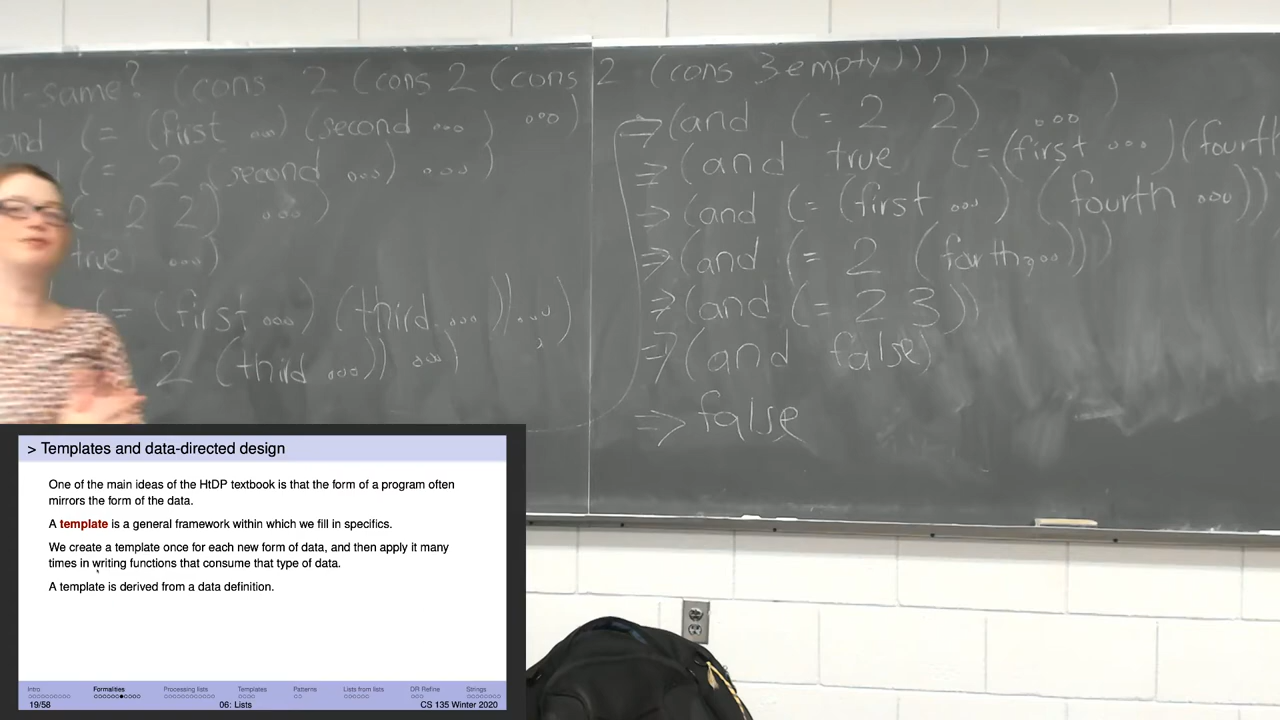 ll-same? (cons 2 (cons 2 (cons 2 (cons 3 empty)))))
and (= (first ...) (second ...) ...)
(= 2 (second ...) ...)
(= 2 2) ...)
true ...)
(= (first ...) (third ...)) ...)
2 (third ...)) ...)
⇒ (and (= 2 2) ... )
⇒ (and true (= (first ...) (fourth
⇒ (and (= (first ...) (fourth ...))
⇒ (and (= 2 (forth ...)))
⇒ (and (= 2 3))
⇒ (and false)
⇒ false
> Templates and data-directed design
One of the main ideas of the HtDP textbook is that the form of a program often
mirrors the form of the data.
A template is a general framework within which we fill in specifics.
We create a template once for each new form of data, and then apply it many
times in writing functions that consume that type of data.
A template is derived from a data definition.
Intro Formalities Processing lists Templates Patterns Lists from lists DR Refine Strings
19/58 06: Lists CS 135 Winter 2020